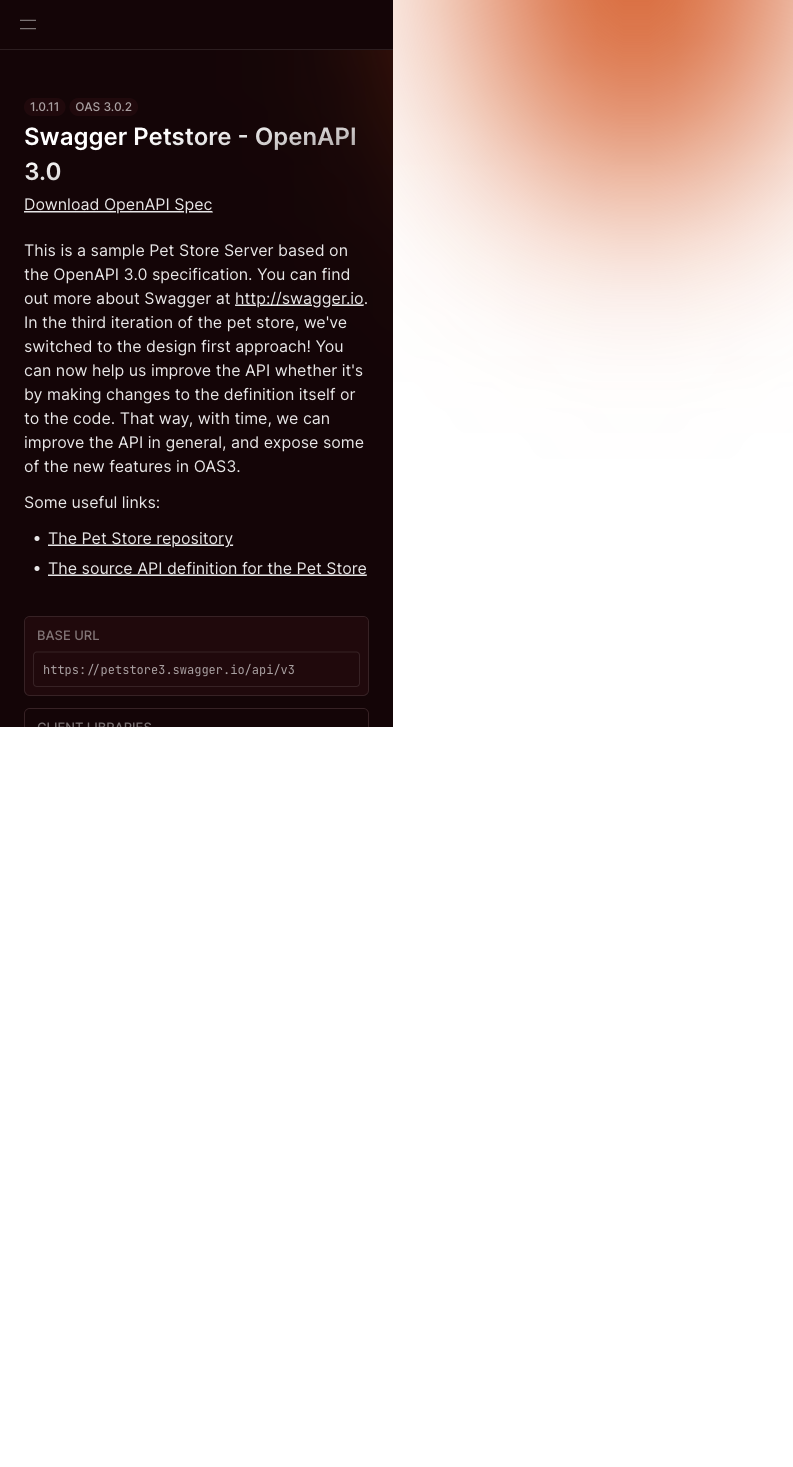 1.0.11 OAS 3.0.2
Swagger Petstore - OpenAPI
3.0
Download OpenAPI Spec
This is a sample Pet Store Server based on
the OpenAPI 3.0 specification. You can find
out more about Swagger at http://swagger.io.
In the third iteration of the pet store, we've
switched to the design first approach! You
can now help us improve the API whether it's
by making changes to the definition itself or
to the code. That way, with time, we can
improve the API in general, and expose some
of the new features in OAS3.
Some useful links:
• The Pet Store repository
• The source API definition for the Pet Store
BASE URL
https://petstore3.swagger.io/api/v3
CLIENT LIBRARIES